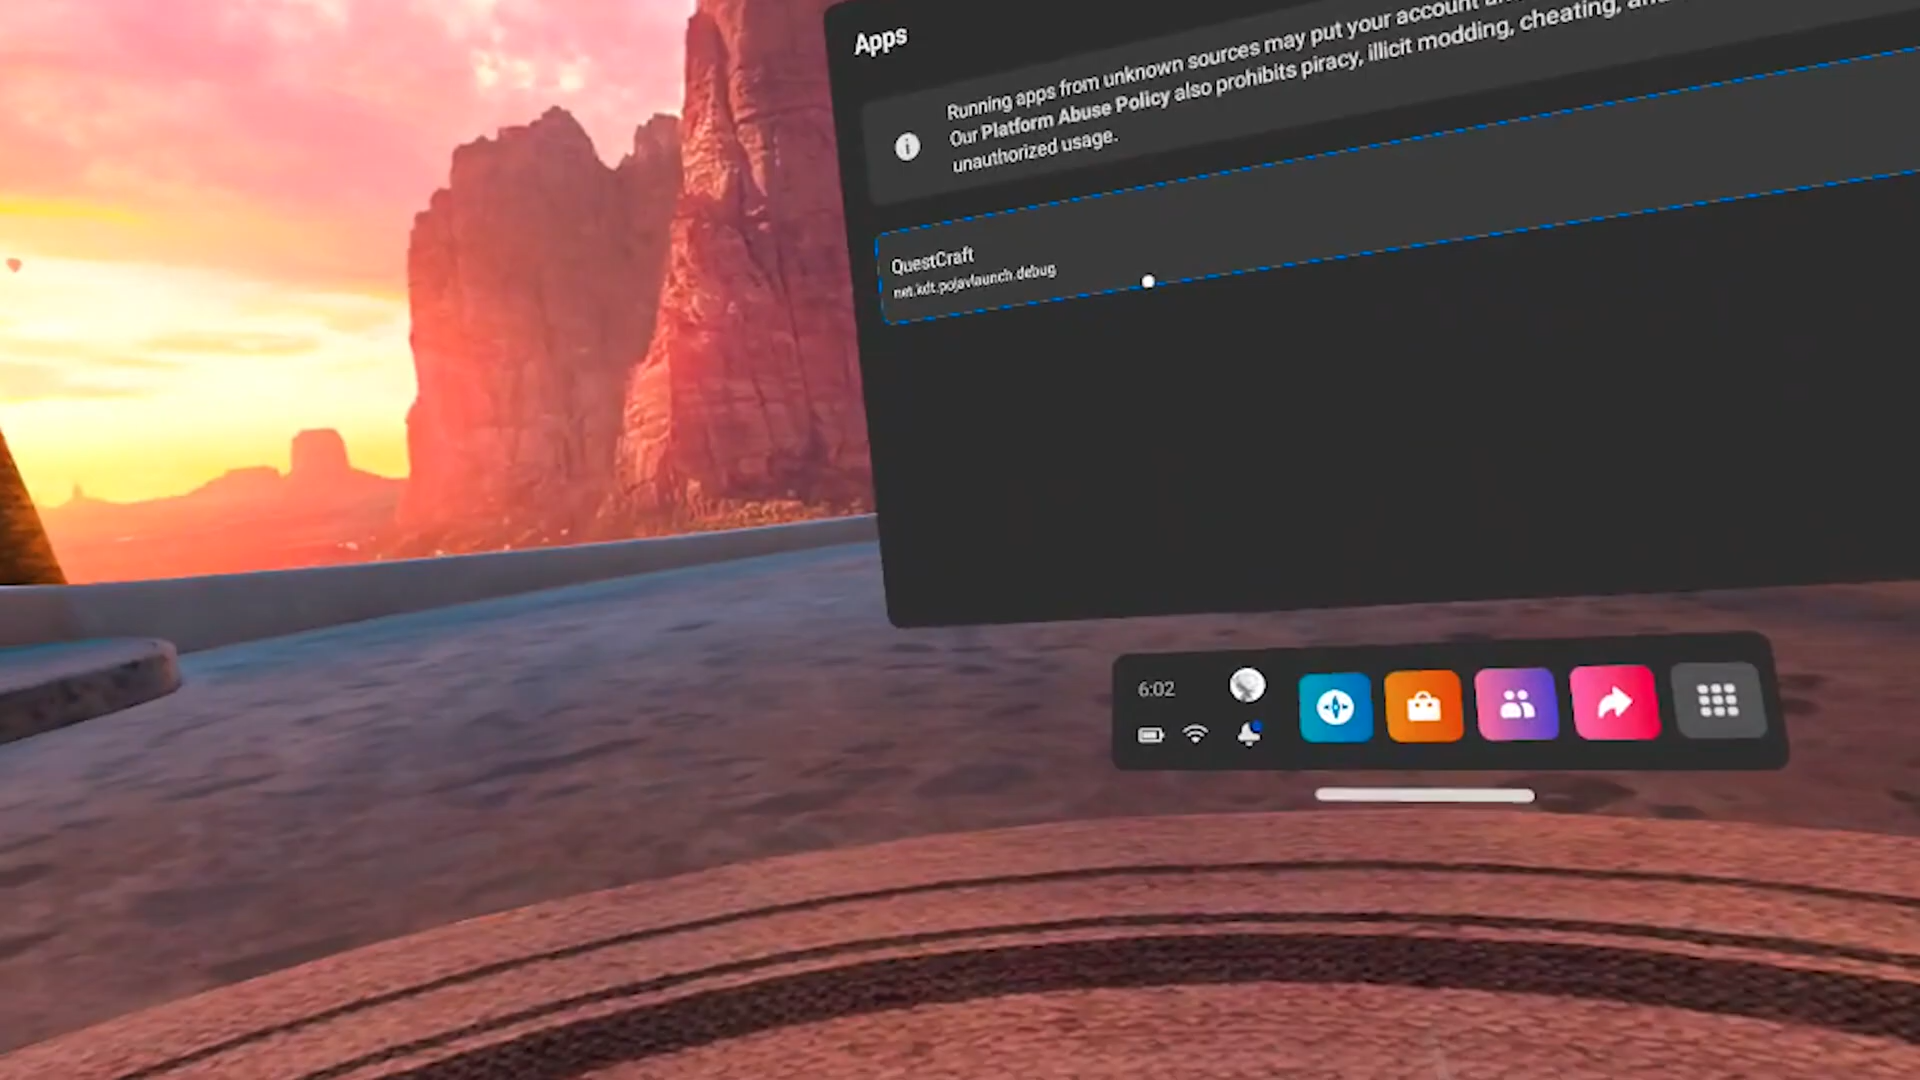 Apps
Running apps from unknown sources may put your account
Our Platform Abuse Policy also prohibits piracy, illicit modding, cheating,
unauthorized usage.
QuestCraft
net.kdt.pojavlaunch.debug
6:02